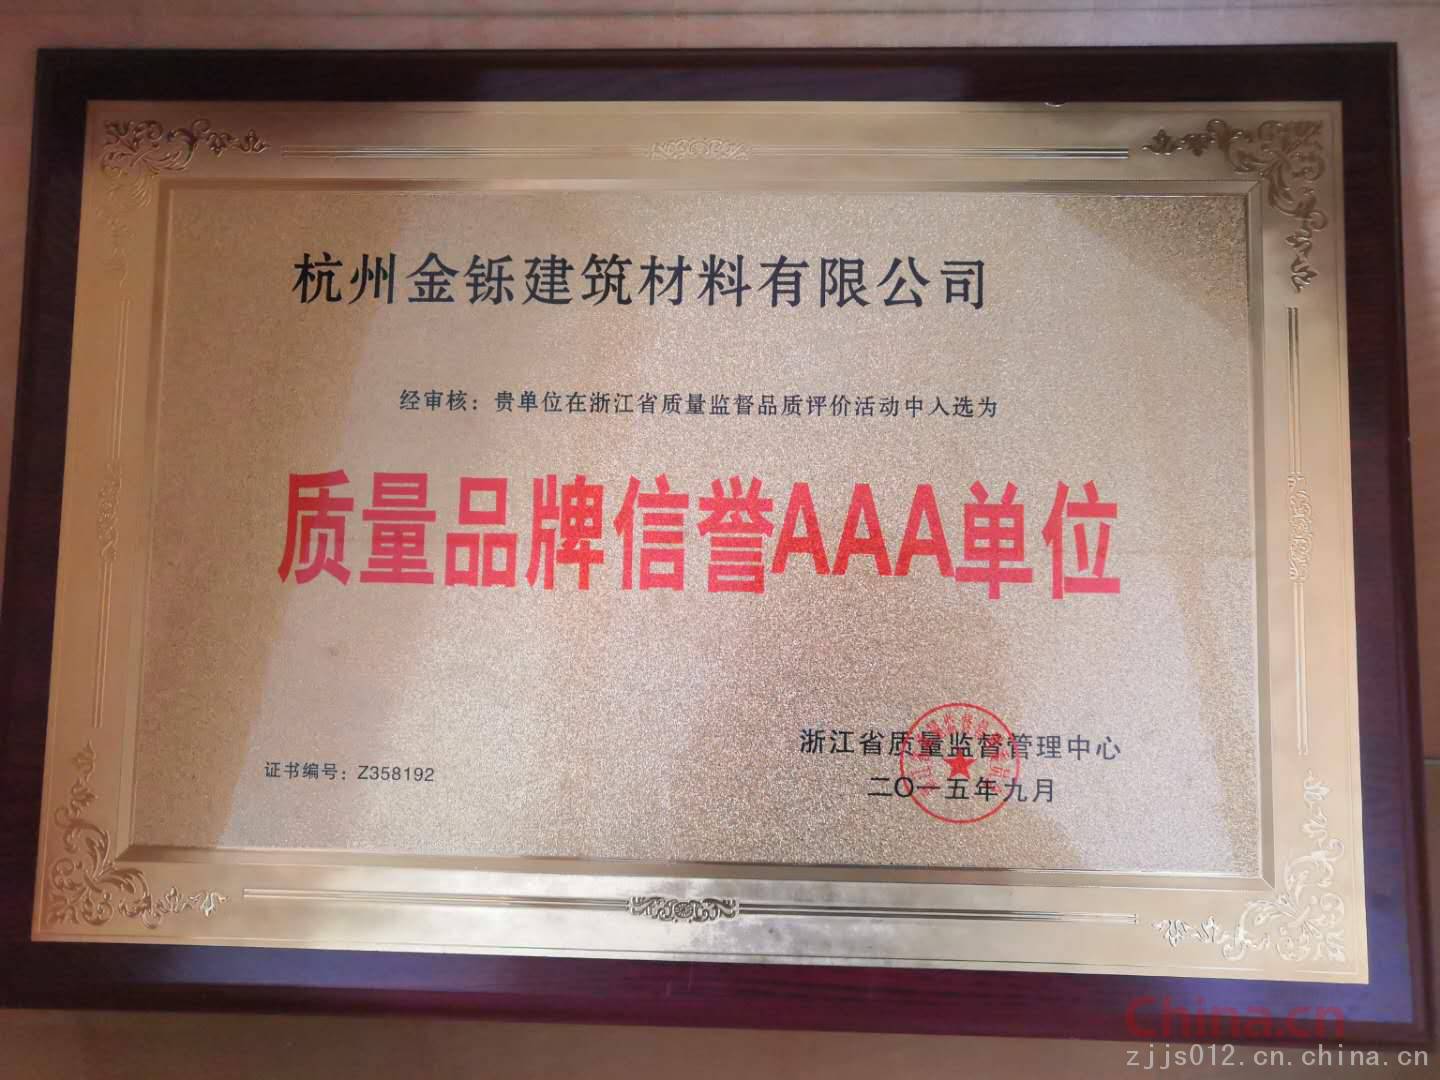 杭州金铄建筑材料有限公司
经审核：贵单位在浙江省质量监督品质评价活动中入选为
质量品牌信誉AAA单位
证书编号：Z358192
浙江省质量监督管理中心
二〇一五年九月
China.cn
zjjs012.cn.china.cn